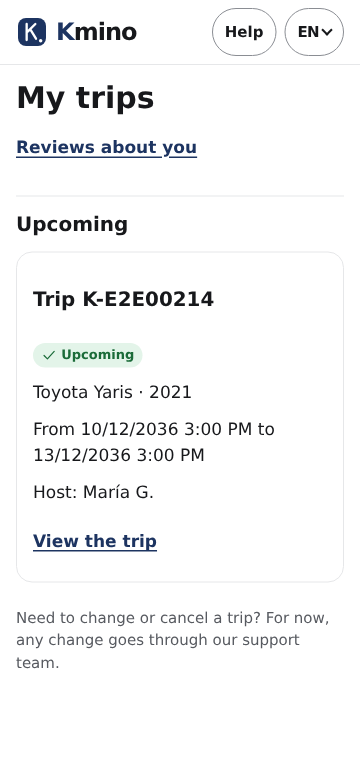 K. Kmino
Help
EN
My trips
Reviews about you
Upcoming
Trip K-E2E00214
Upcoming
Toyota Yaris · 2021
From 10/12/2036 3:00 PM to
13/12/2036 3:00 PM
Host: María G.
View the trip
Need to change or cancel a trip? For now,
any change goes through our support
team.